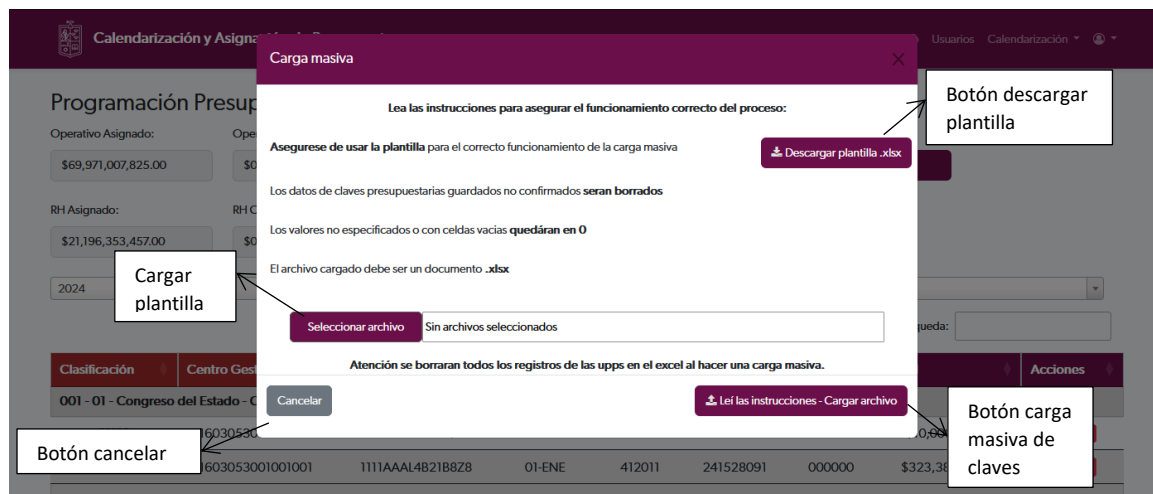 Calendarización y Asigna
Usuarios Calendarización
Carga masiva
Programación Presup
Lea las instrucciones para asegurar el funcionamiento correcto del proceso:
Botón descargar
plantilla
Operativo Asignado:
Ope
Asegurese de usar la plantilla para el correcto funcionamiento de la carga masiva
Descargar plantilla .xlsx
$69,971,007,825.00
$0
Los datos de claves presupuestarias guardados no confirmados seran borrados
RH Asignado:
RH C
Los valores no especificados o con celdas vacias quedáran en 0
$21,196,353,457.00
$0
El archivo cargado debe ser un documento .xlsx
Cargar
plantilla
2024
Seleccionar archivo Sin archivos seleccionados
queda:
Atención se borraran todos los registros de las upps en el excel al hacer una carga masiva.
Clasificación Centro Gest
Acciones
001 - 01 - Congreso del Estado - C
Cancelar
Leí las instrucciones - Cargar archivo
Botón carga
masiva de
claves
Botón cancelar
603053001001001 1111AAAL4B21B8Z8 01-ENE 412011 241528091 000000 $323,38